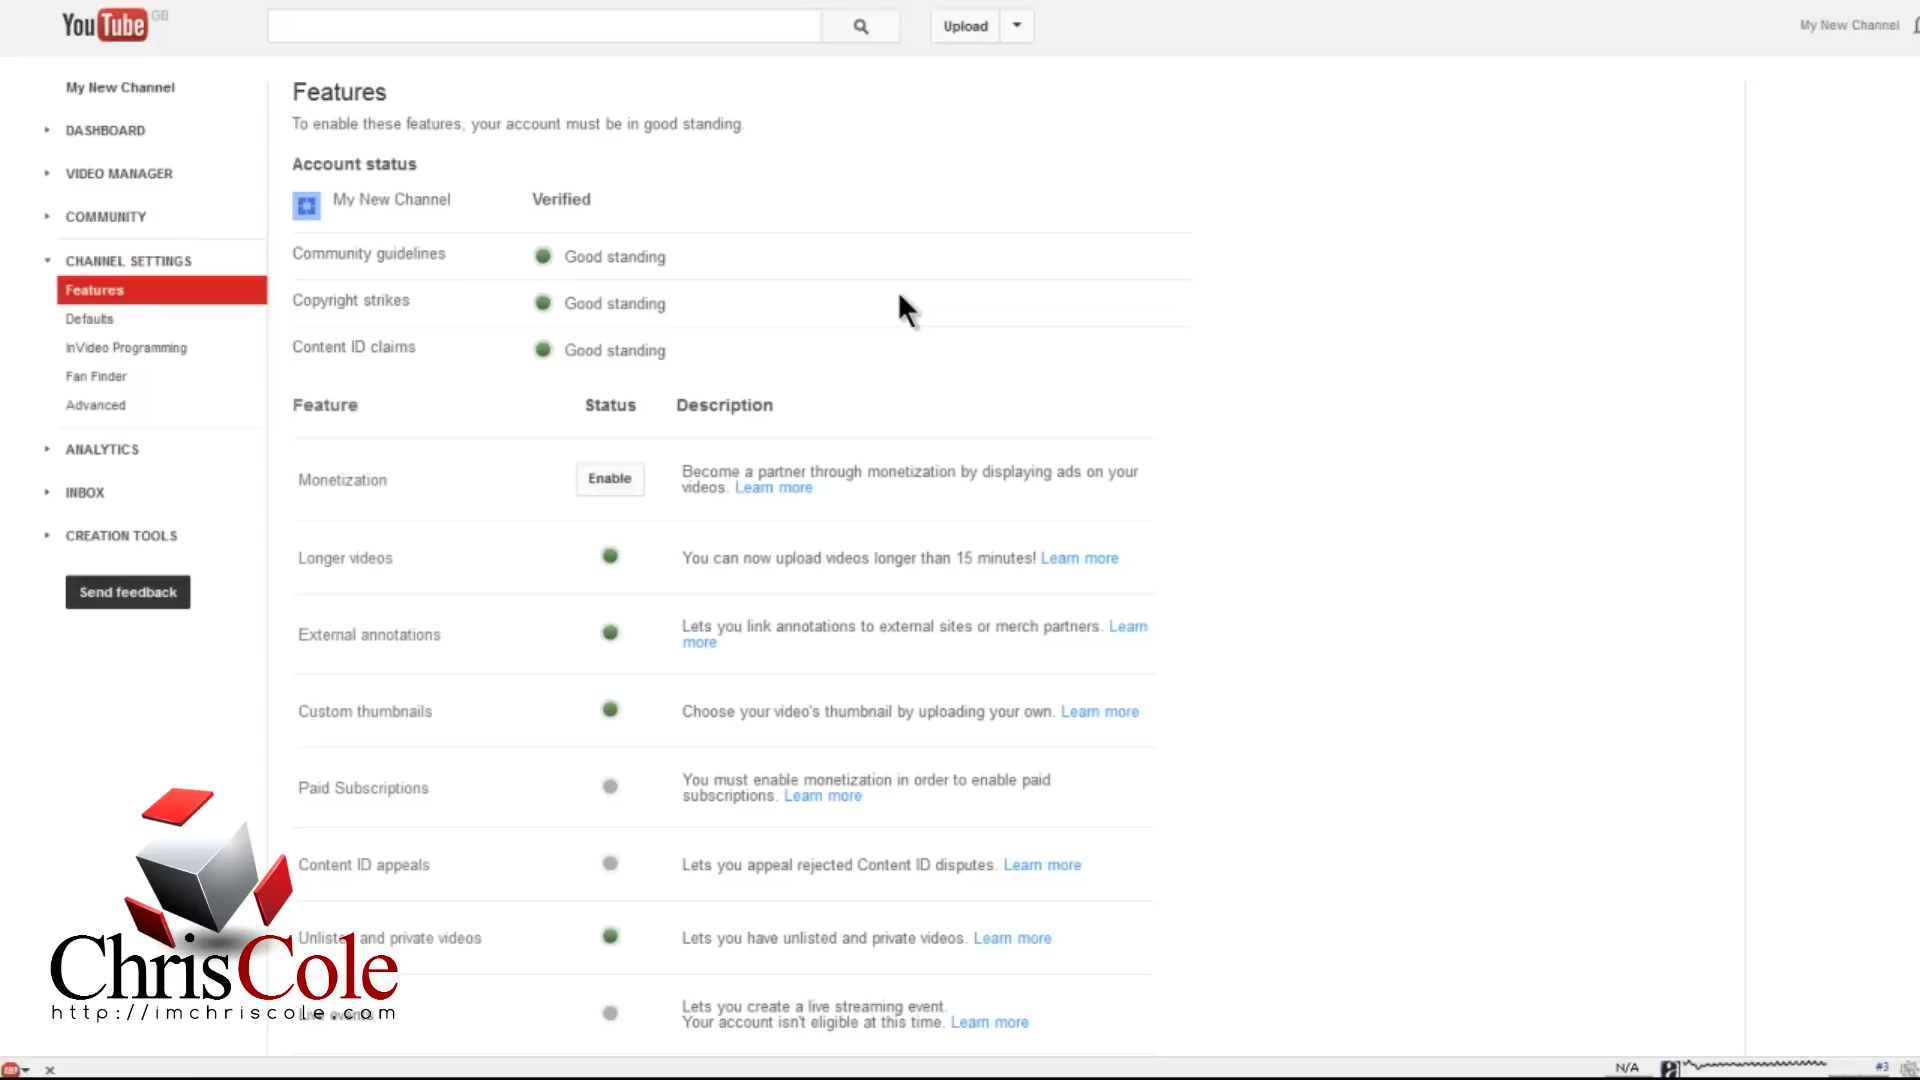 You Tube GB
Upload
My New Channel
My New Channel
DASHBOARD
VIDEO MANAGER
COMMUNITY
CHANNEL SETTINGS
Features
Defaults
InVideo Programming
Fan Finder
Advanced
ANALYTICS
INBOX
CREATION TOOLS
Send feedback
Features
To enable these features, your account must be in good standing.
Account status
My New Channel Verified
Community guidelines Good standing
Copyright strikes Good standing
Content ID claims Good standing
Feature Status Description
Monetization Enable Become a partner through monetization by displaying ads on your
videos. Learn more
Longer videos You can now upload videos longer than 15 minutes! Learn more
External annotations Lets you link annotations to external sites or merch partners. Learn
more
Custom thumbnails Choose your video's thumbnail by uploading your own. Learn more
Paid Subscriptions You must enable monetization in order to enable paid
subscriptions. Learn more
Content ID appeals Lets you appeal rejected Content ID disputes. Learn more
Unlisted and private videos Lets you have unlisted and private videos. Learn more
Lets you create a live streaming event.
Your account isn't eligible at this time. Learn more
ChrisCole
http://imchriscole.com
ABP
N/A
#3